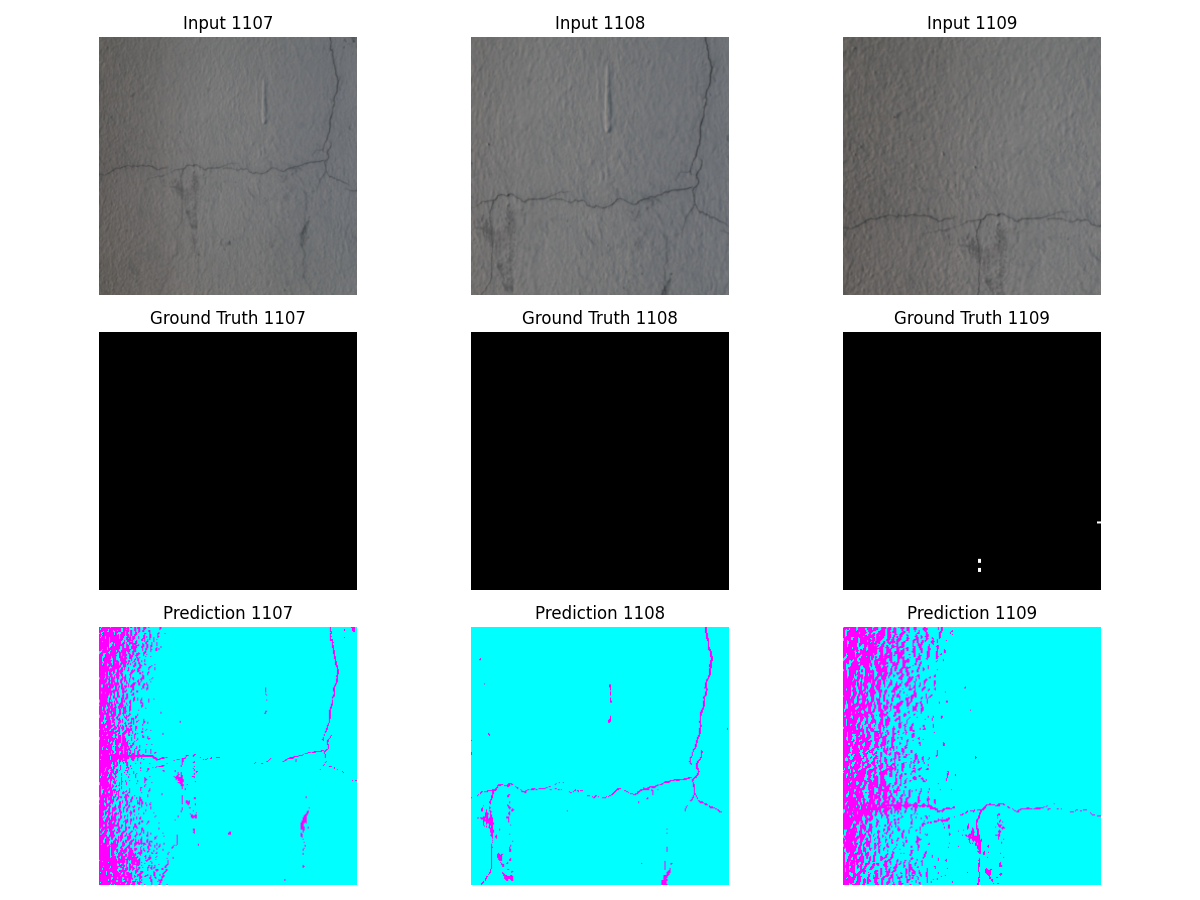 Input 1107
Input 1108
Input 1109
Ground Truth 1107
Ground Truth 1108
Ground Truth 1109
Prediction 1107
Prediction 1108
Prediction 1109